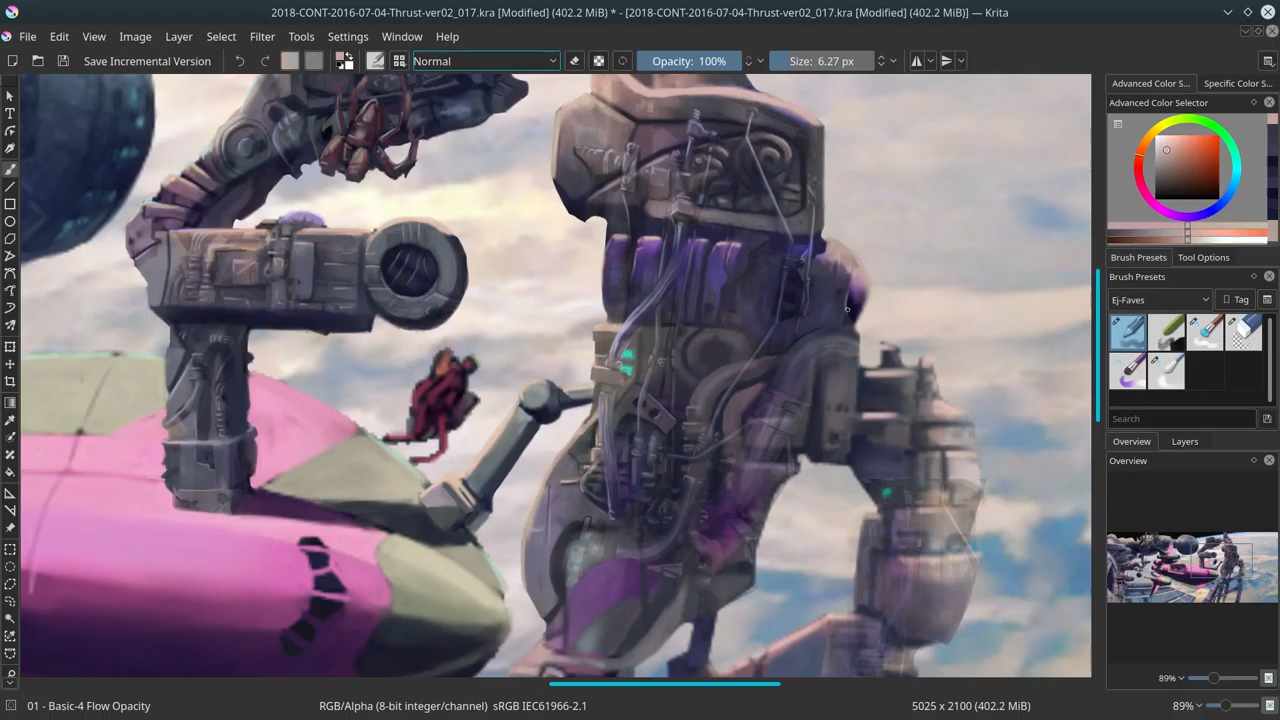 2018-CONT-2016-07-04-Thrust-ver02_017.kra [Modified] (402.2 MiB) * - [2018-CONT-2016-07-04-Thrust-ver02_017.kra [Modified] (402.2 MiB)] — Krita
File Edit View Image Layer Select Filter Tools Settings Window Help
Save Incremental Version Normal Opacity: 100% Size: 6.27 px
Advanced Color S... Specific Color S...
Advanced Color Selector
Brush Presets Tool Options
Brush Presets
Ej-Faves Tag
Search
Overview Layers
Overview
89%
01 - Basic-4 Flow Opacity RGB/Alpha (8-bit integer/channel) sRGB IEC61966-2.1 5025 x 2100 (402.2 MiB) 89%